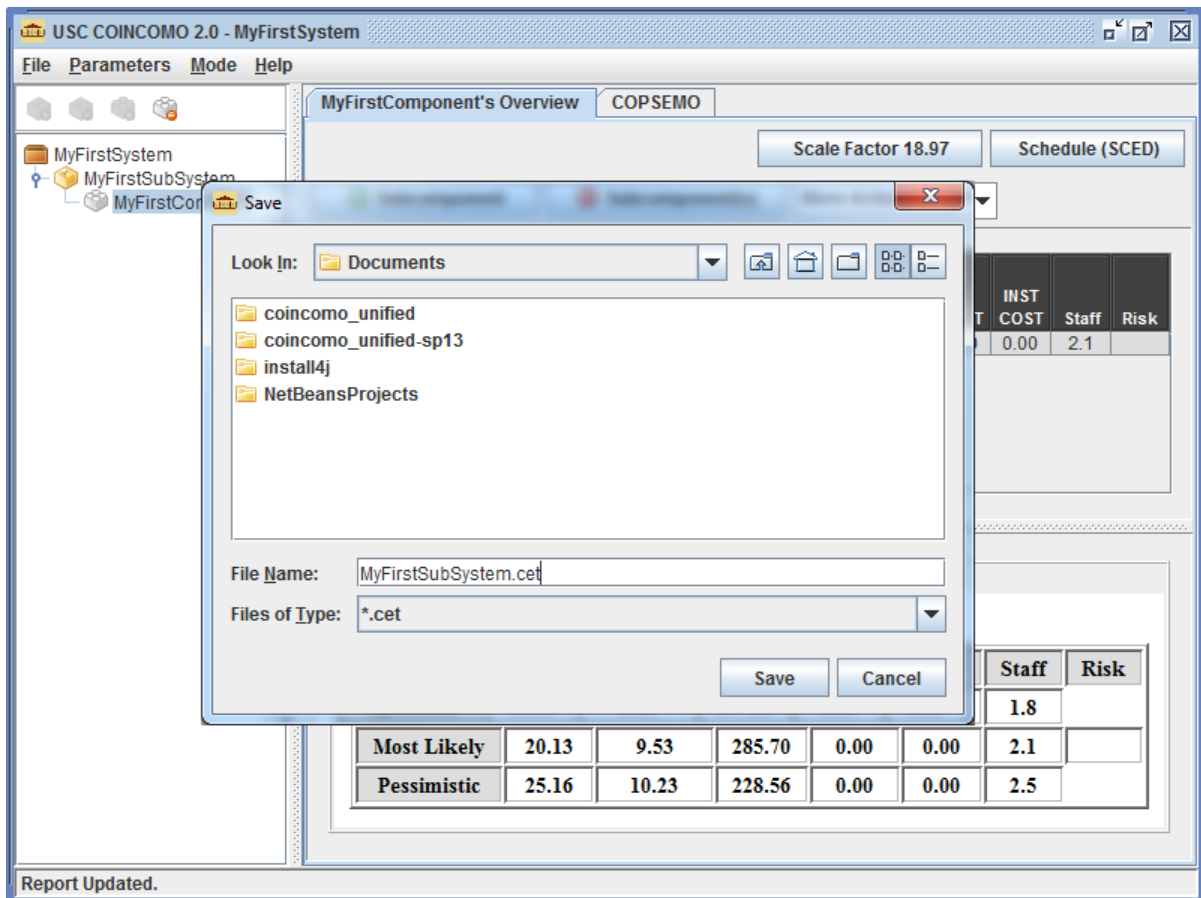 USC COINCOMO 2.0 - MyFirstSystem
File Parameters Mode Help
MyFirstComponent's Overview COPSEMO
Scale Factor 18.97 Schedule (SCED)
MyFirstSystem
MyFirstSubSystem
MyFirstCor
Save
Look In: Documents
coincomo_unified
coincomo_unified-sp13
install4j
NetBeansProjects
INST
COST Staff Risk
0.00 2.1
File Name: MyFirstSubSystem.cet
Files of Type: *.cet
Save Cancel
Staff Risk
1.8
Most Likely 20.13 9.53 285.70 0.00 0.00 2.1
Pessimistic 25.16 10.23 228.56 0.00 0.00 2.5
Report Updated.